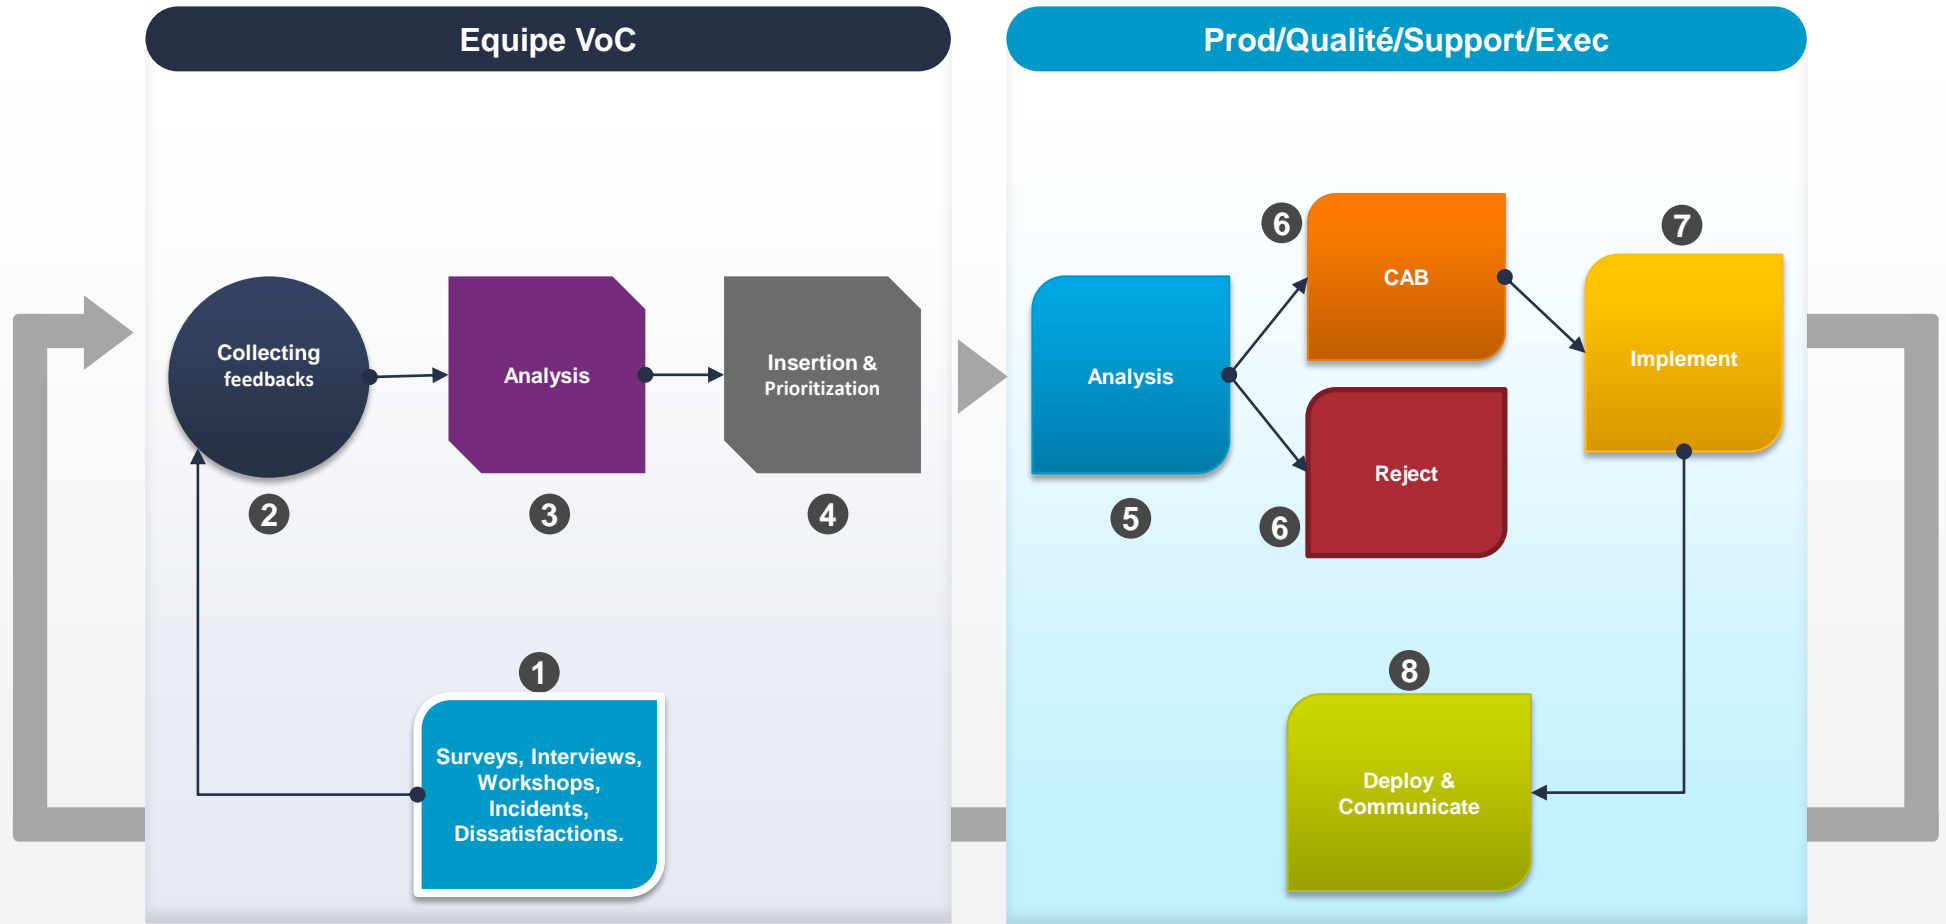 Equipe VoC
Prod/Qualité/Support/Exec
Collecting
feedbacks
2
Analysis
3
Insertion &
Prioritization
4
1
Surveys, Interviews,
Workshops,
Incidents,
Dissatisfactions.
Analysis
5
6
CAB
6
Reject
7
Implement
8
Deploy &
Communicate